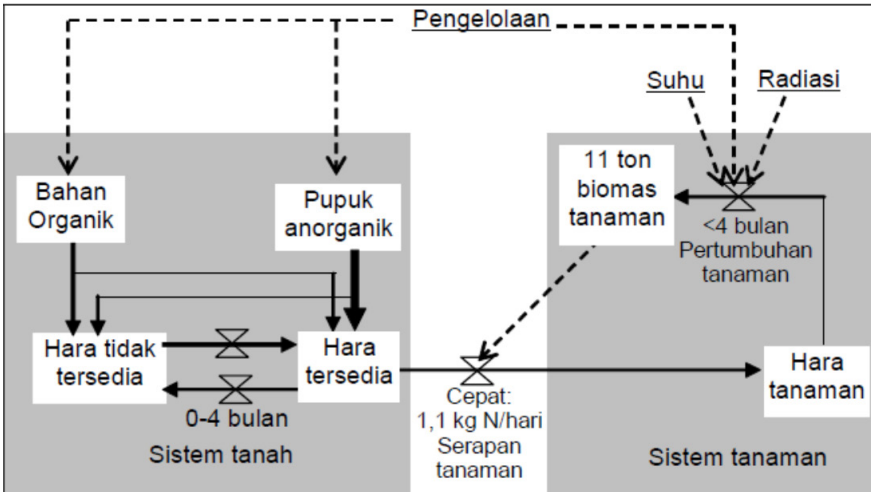 Pengelolaan
Suhu
Radiasi
Bahan
Organik
Pupuk
anorganik
11 ton
biomas
tanaman
<4 bulan
Pertumbuhan
tanaman
Hara tidak
tersedia
Hara
tersedia
0-4 bulan
Sistem tanah
Cepat:
1,1 kg N/hari
Serapan
tanaman
Hara
tanaman
Sistem tanaman